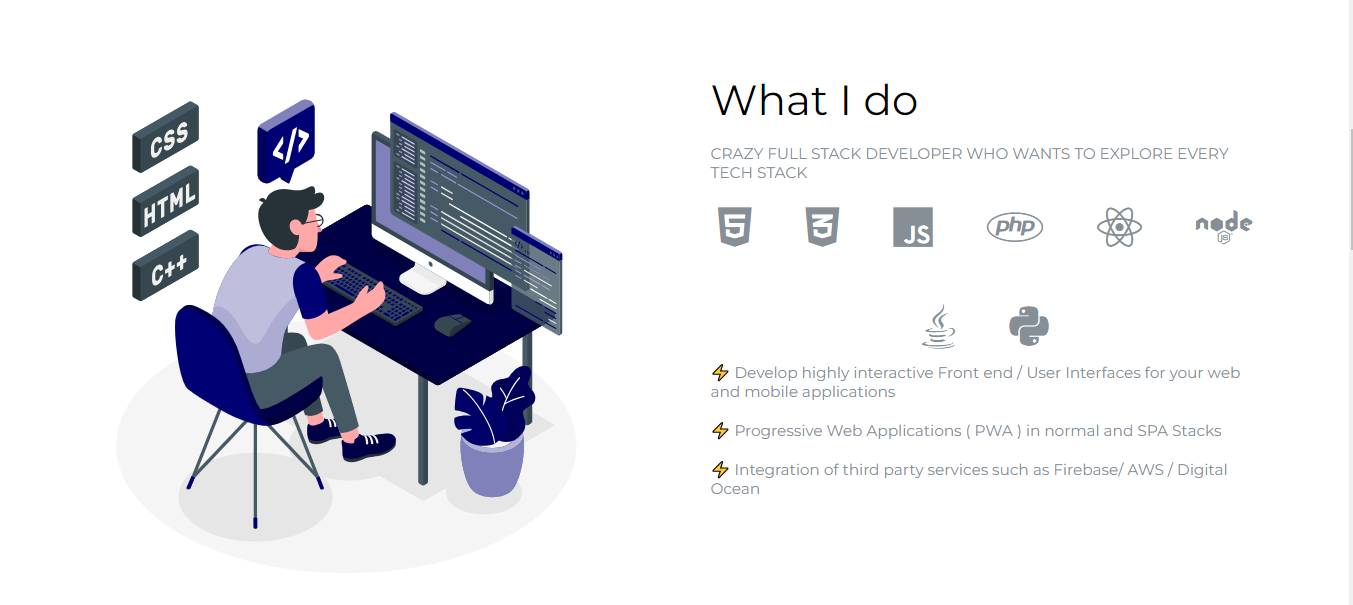 What I do
CRAZY FULL STACK DEVELOPER WHO WANTS TO EXPLORE EVERY
TECH STACK
CSS
</>
HTML
C++
5
3
JS
php
node
JS
⚡ Develop highly interactive Front end / User Interfaces for your web
and mobile applications
⚡ Progressive Web Applications ( PWA ) in normal and SPA Stacks
⚡ Integration of third party services such as Firebase/ AWS / Digital
Ocean